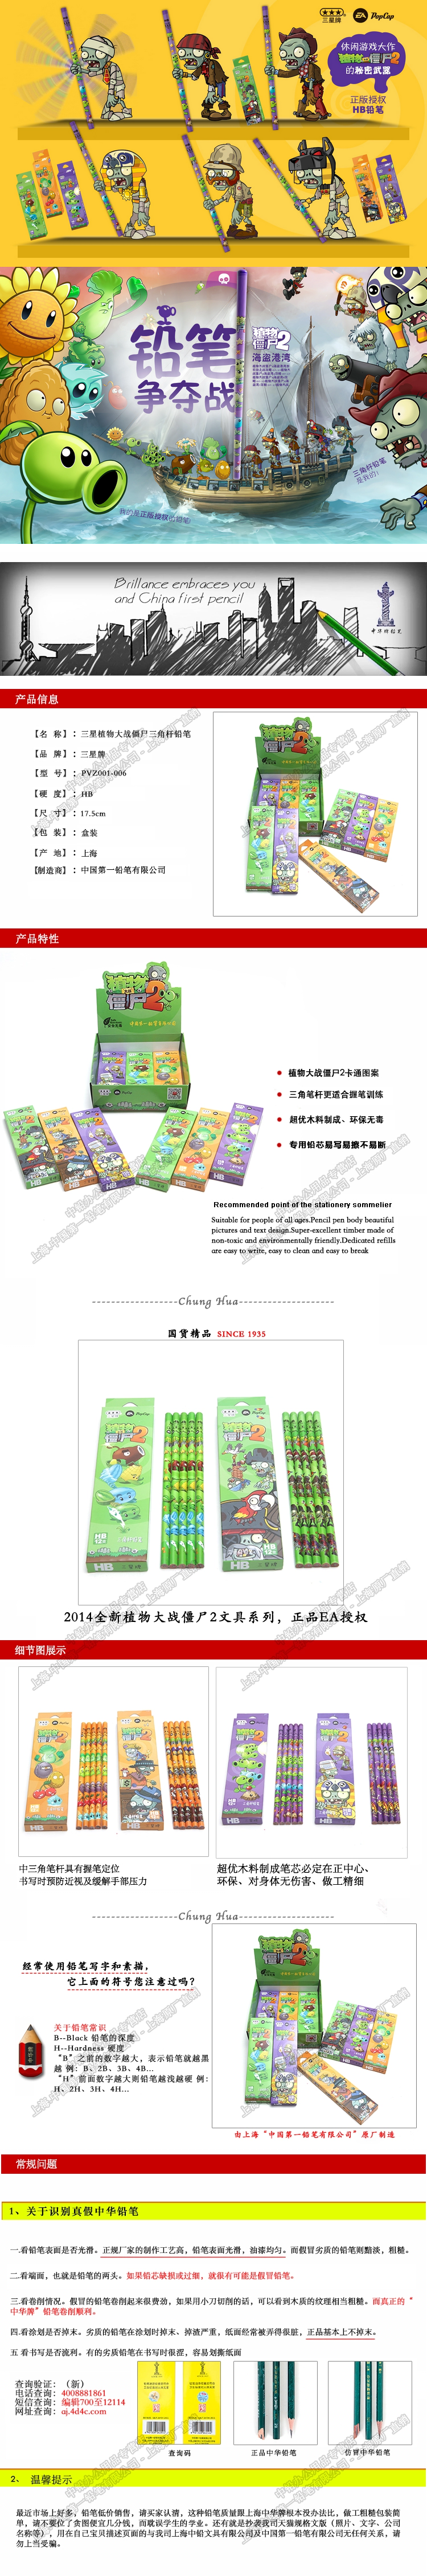 三星牌
EA PopCap
休闲游戏大作
植物大战僵尸2
的秘密武器
正版授权
HB铅笔
铅笔
争夺战
植物大战僵尸2
海盗港湾
三角杆铅笔
是我的!
我的是正版授权的铅笔!
Brillance embraces you
and China first pencil
产品信息
【名 称】:三星植物大战僵尸三角杆铅笔
【品 牌】:三星牌
【型 号】:PVZ001-006
【硬 度】:HB
【尺 寸】:17.5cm
【包 装】:盒装
【产 地】:上海
【制造商】:中国第一铅笔有限公司
产品特性
植物大战僵尸2卡通图案
三角笔杆更适合握笔训练
超优木料制成、环保无毒
专用铅芯易写易擦不易断
Recommended point of the stationery sommelier
Suitable for people of all ages.Pencil pen body beautiful
pictures and text design.Super-excellent timber made of
non-toxic and environmentally friendly.Dedicated refills
are easy to write, easy to clean and easy to break
Chung Hua
国货精品 SINCE 1935
2014全新植物大战僵尸2文具系列，正品EA授权
细节图展示
中三角笔杆具有握笔定位
书写时预防近视及缓解手部压力
超优木料制成笔芯必定在正中心、
环保、对身体无伤害、做工精细
Chung Hua
经常使用铅笔写字和素描，
它上面的符号您注意过吗?
关于铅笔常识
B--Black 铅笔的深度
H--Hardness 硬度
“B”之前的数字越大，表示铅笔就越黑
越 例: B、2B、3B、4B...
“H”前面数字越大则铅笔越浅越硬 例:
H、2H、3H、4H...
由上海“中国第一铅笔有限公司”原厂制造
常规问题
1、关于识别真假中华铅笔
一.看铅笔表面是否光滑。正规厂家的制作工艺高，铅笔表面光滑，油漆均匀。而假冒劣质的铅笔则黯淡，粗糙。
二.看端面，也就是铅笔的两头。如果铅芯缺损或过细，就很有可能是假冒铅笔。
三.看卷削情况。假冒的铅笔卷削起来很费劲，如果用小刀切削的话，可以看到木质的纹理相当粗糙。而真正的“
中华牌”铅笔卷削顺利。
四.看涂划是否掉末。劣质的铅笔在涂划时掉末、掉渣严重，纸面经常被弄得很脏，正品基本上不掉末。
五 看书写是否流利。有的劣质铅笔在书写时很涩，容易划撕纸面
查询验证：（新）
电话查询：4008881861
短信查询：编辑700至12114
网址查询：aj.4d4c.com
查询码
正品中华铅笔
仿冒中华铅笔
2、 温馨提示
最近市场上好多，铅笔低价销售，请买家认清，这种铅笔质量跟上海中华牌根本没办法比，做工粗糙包装简
单，请不要位了贪图便宜几分钱，而耽误学生的学业。还有就是抄袭我司天猫规格文版（照片、文字、公司
名称等），用在自己宝贝描述页面的与我司上海中铅文具有限公司及中国第一铅笔有限公司无任何关系，请
勿上当受骗。